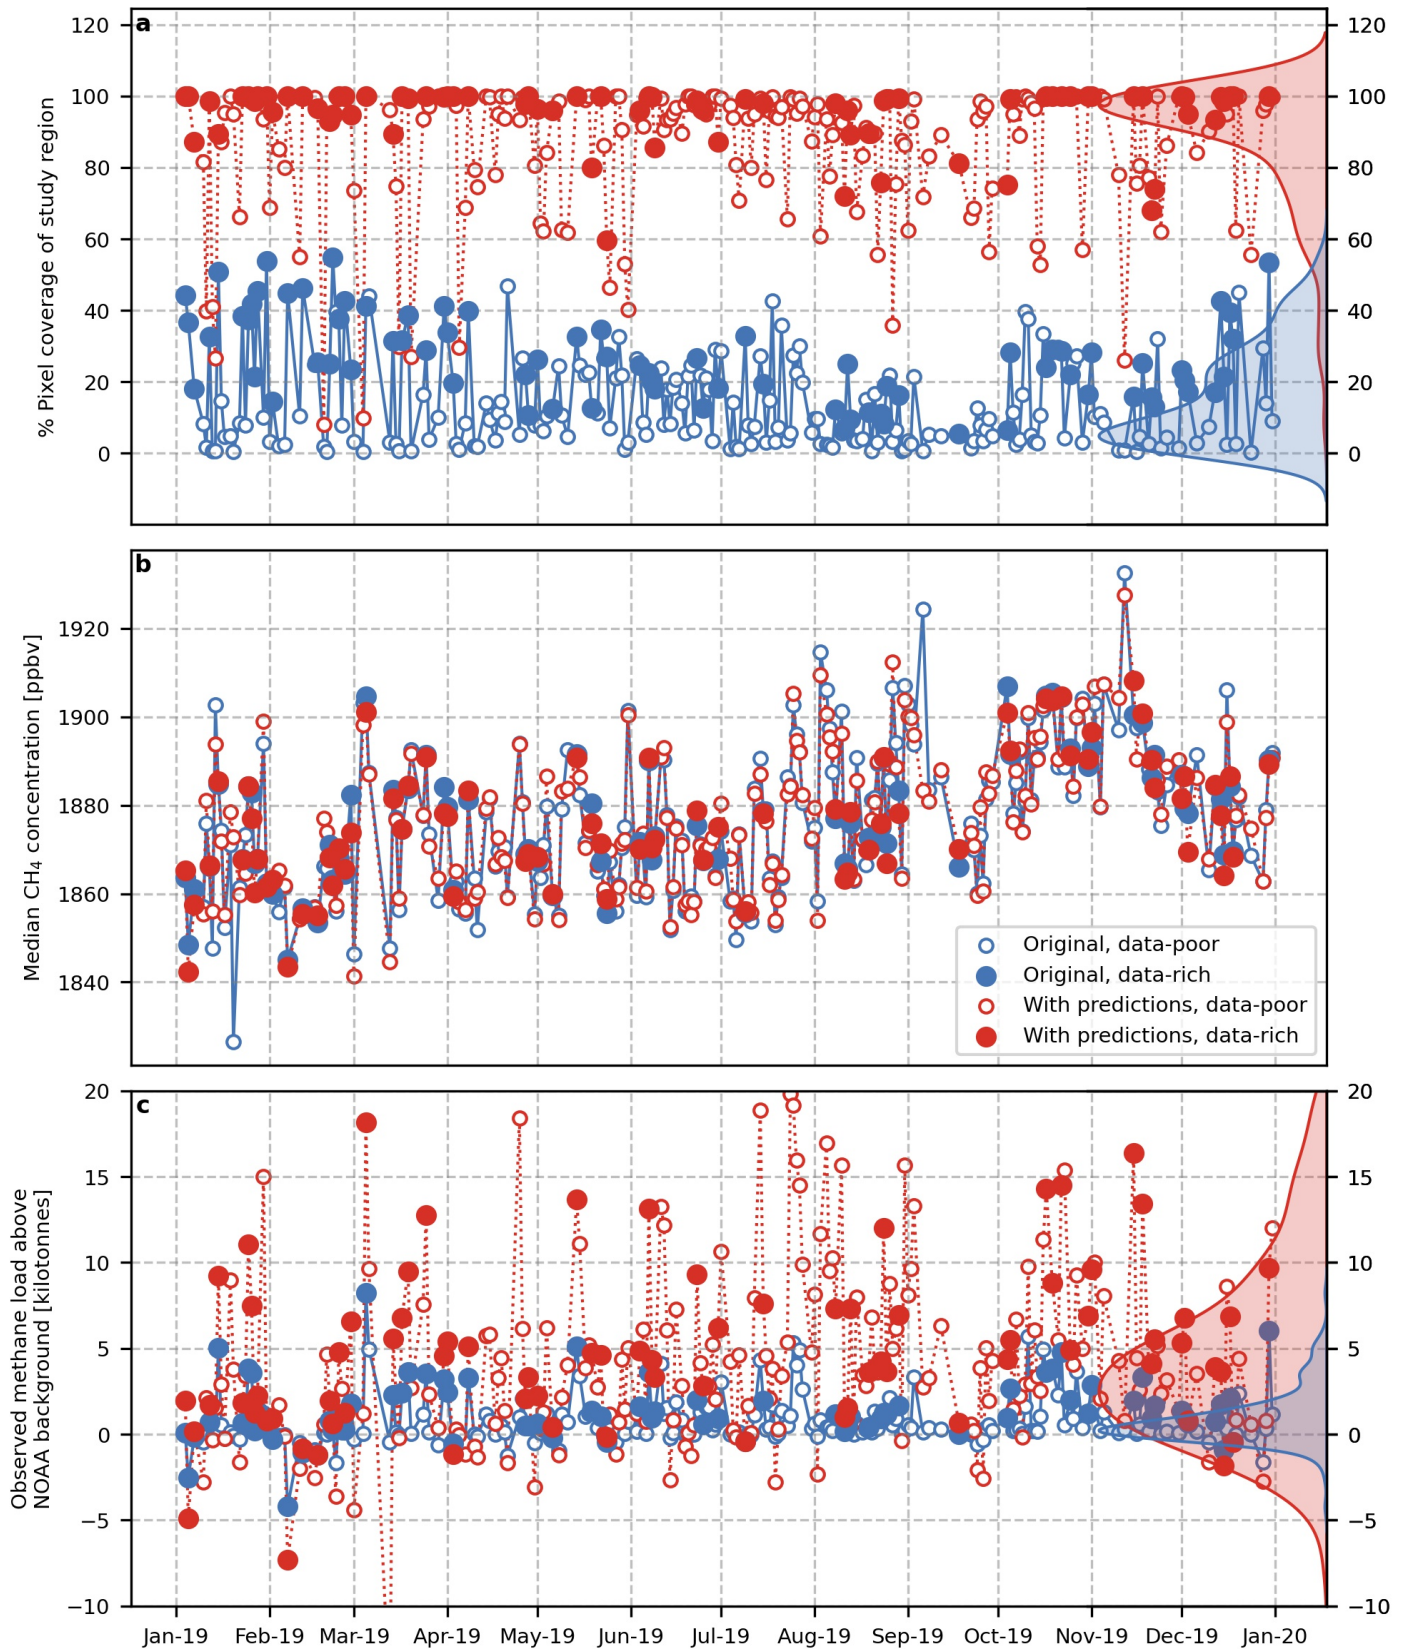 a
120
100
80
60
40
20
0
120
100
80
60
40
20
0
% Pixel coverage of study region
b
1920
1900
1880
1860
1840
Median CH₄ concentration [ppbv]
Original, data-poor
Original, data-rich
With predictions, data-poor
With predictions, data-rich
c
20
15
10
5
0
−5
−10
20
15
10
5
0
−5
−10
Observed methane load above
NOAA background [kilotonnes]
Jan-19 Feb-19 Mar-19 Apr-19 May-19 Jun-19 Jul-19 Aug-19 Sep-19 Oct-19 Nov-19 Dec-19 Jan-20